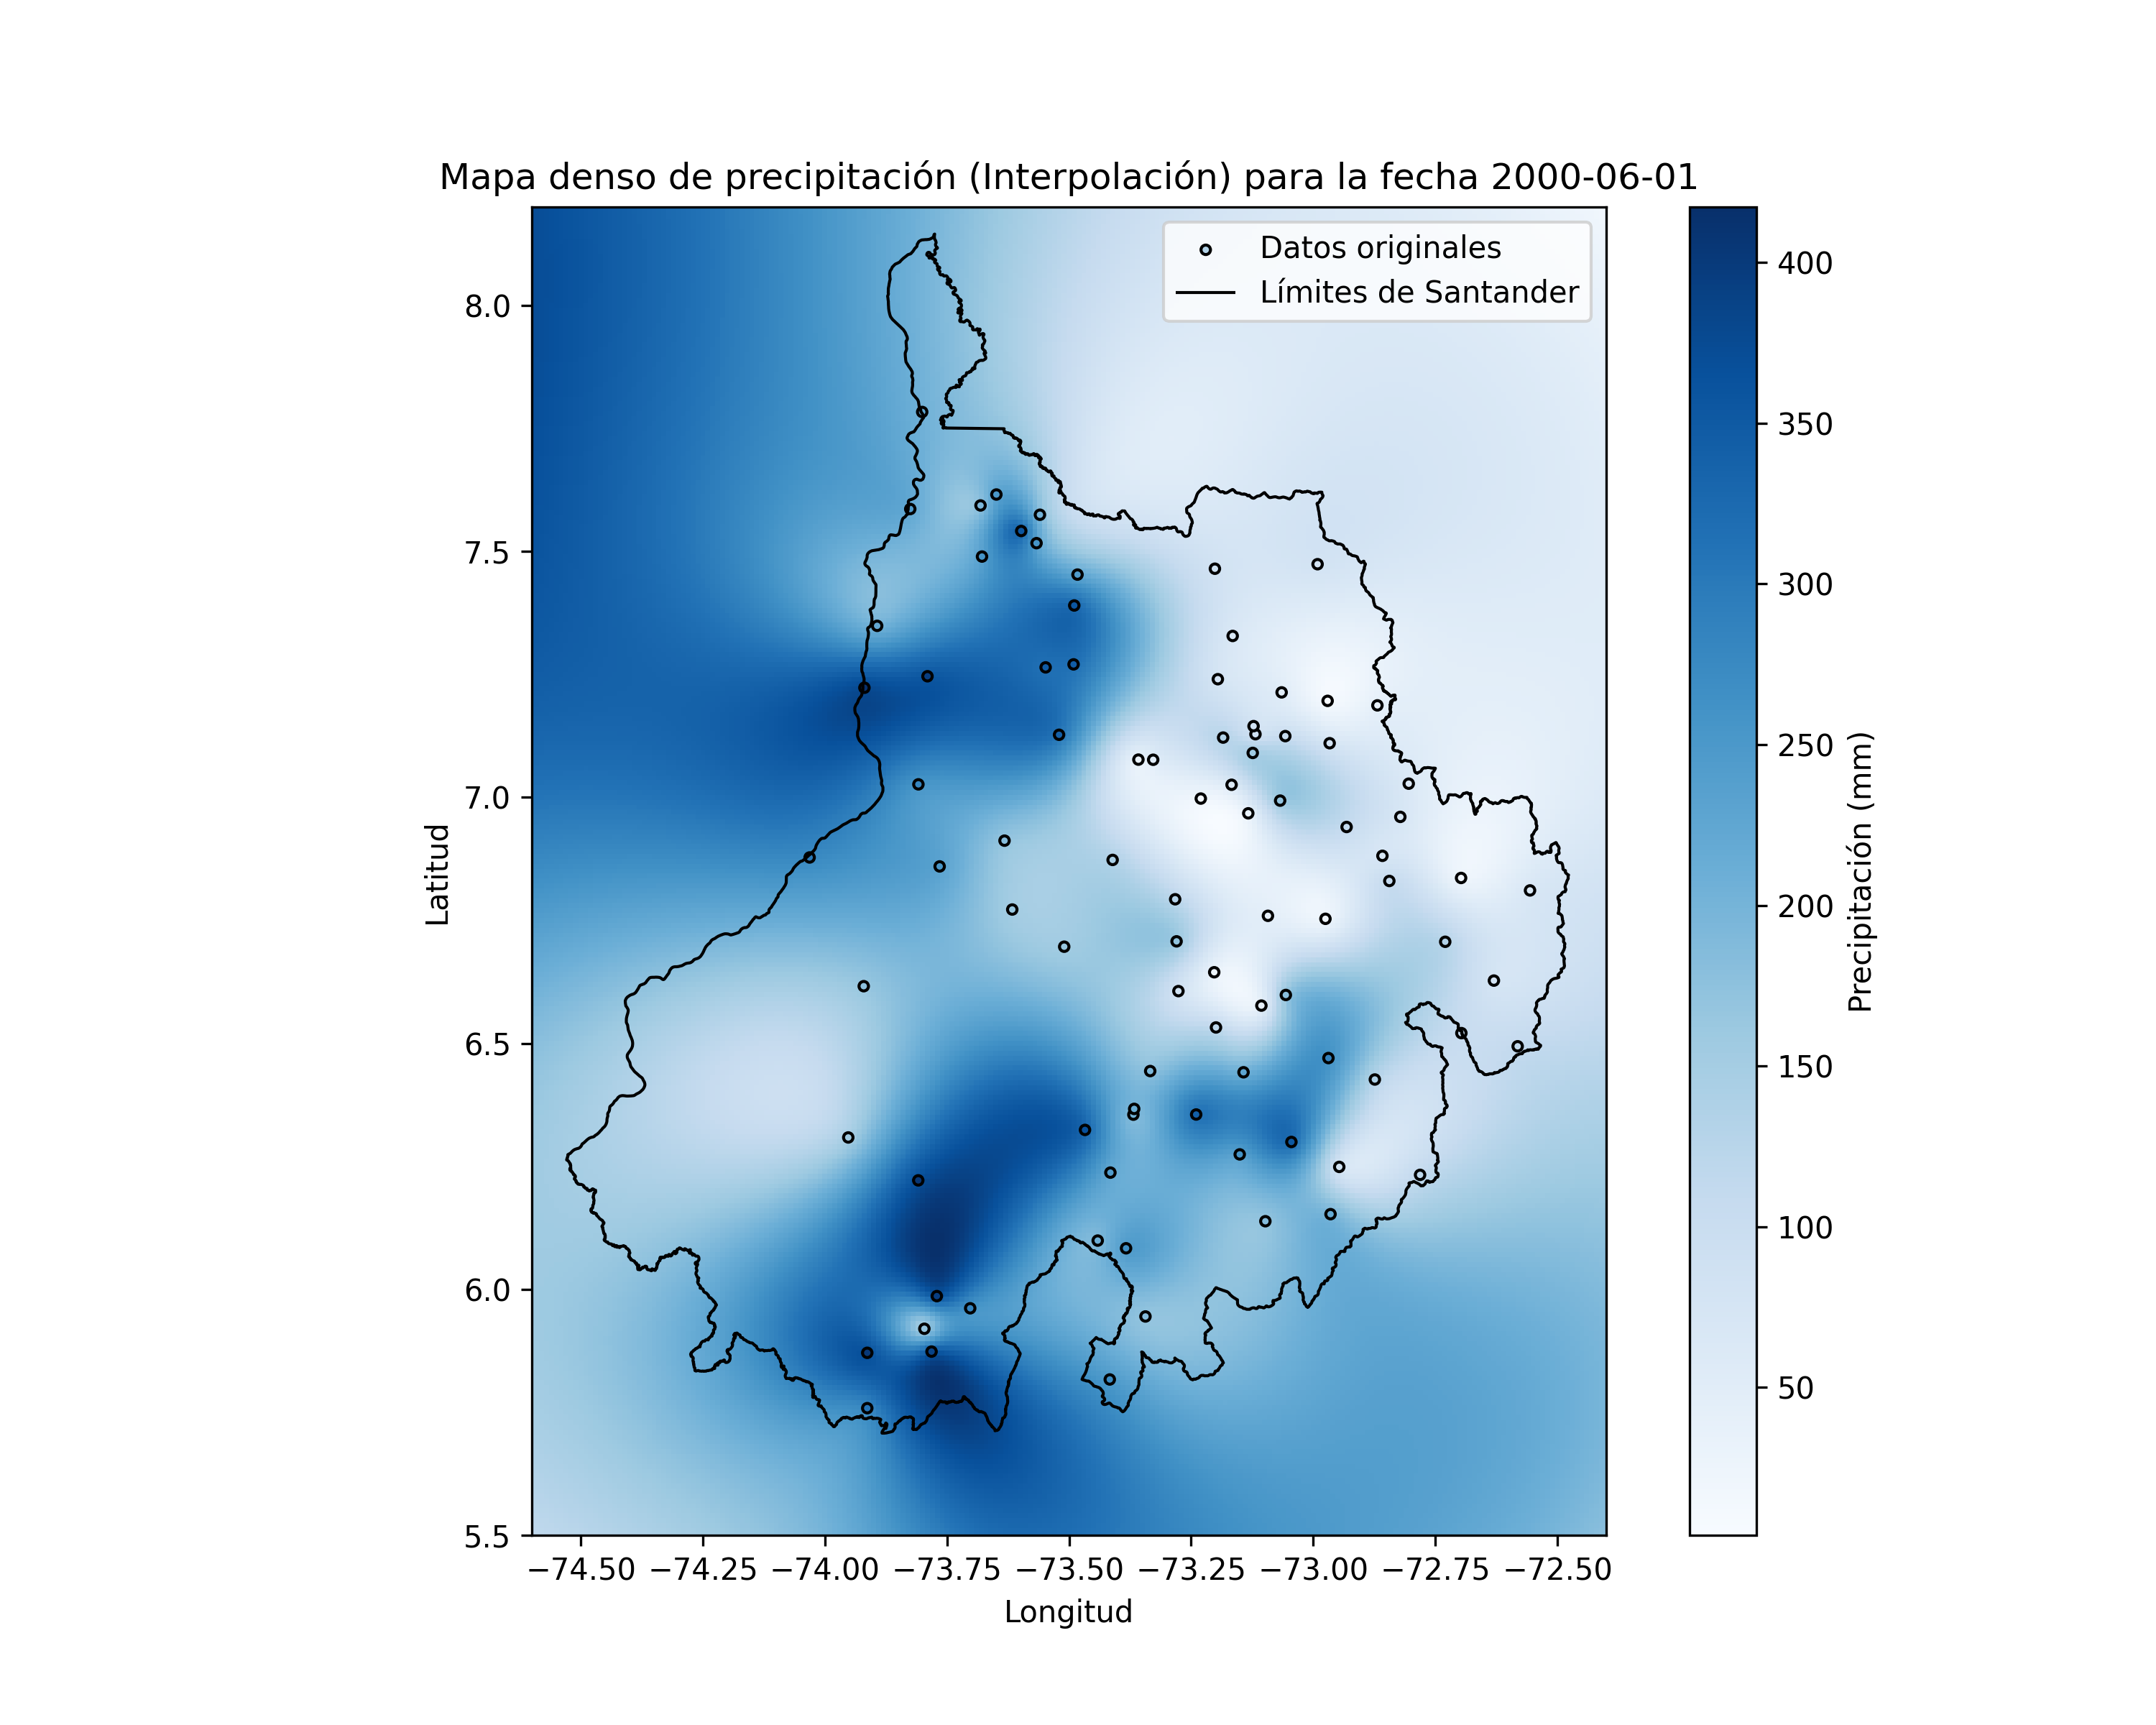 Mapa denso de precipitación (Interpolación) para la fecha 2000-06-01
Datos originales
Límites de Santander
8.0
7.5
7.0
6.5
6.0
5.5
Latitud
−74.50 −74.25 −74.00 −73.75 −73.50 −73.25 −73.00 −72.75 −72.50
Longitud
400
350
300
250
200
150
100
50
Precipitación (mm)